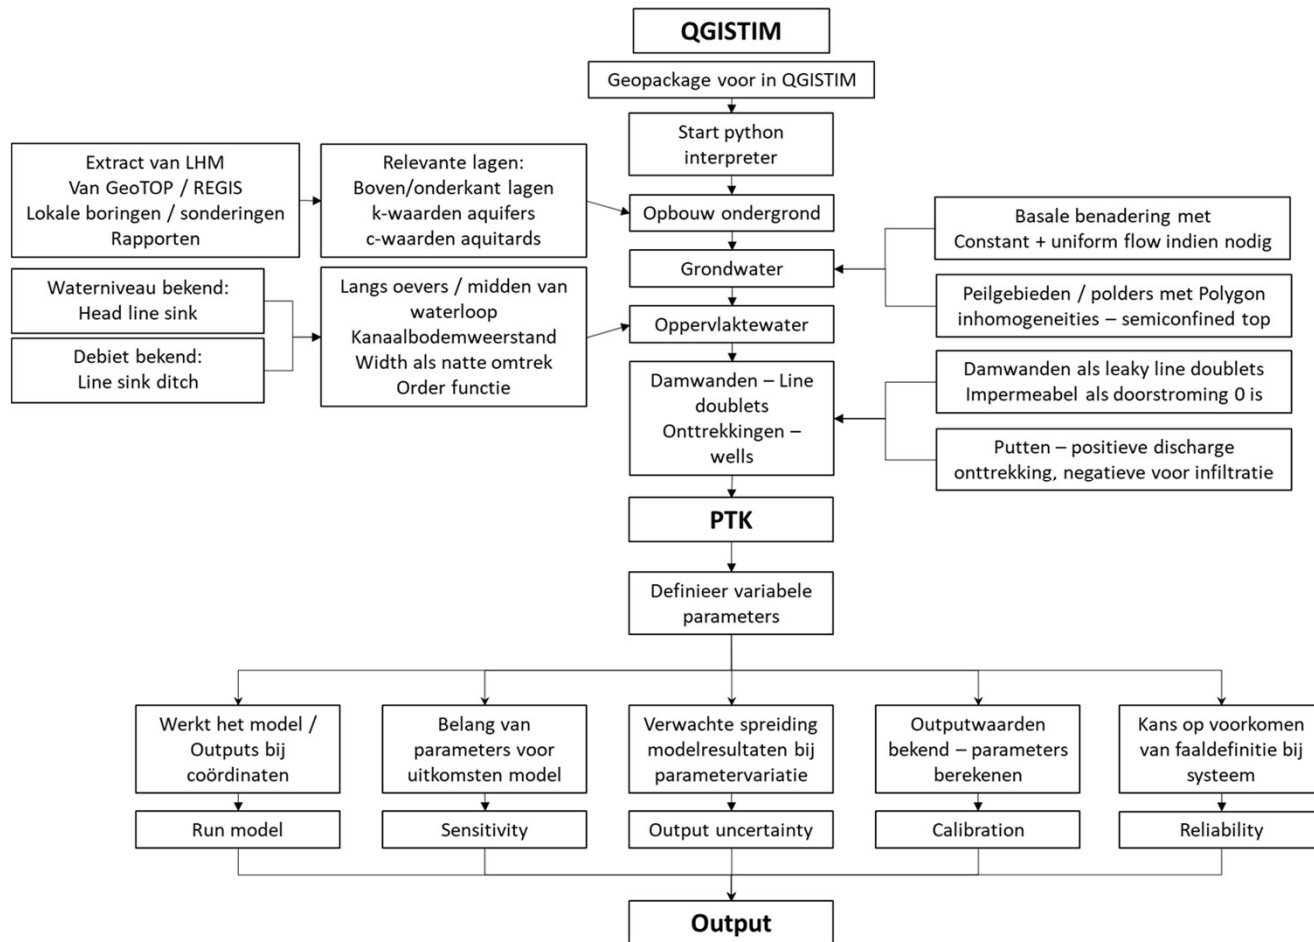 QGISTIM
Geopackage voor in QGISTIM
Start python
interpreter
Extract van LHM
Van GeoTOP / REGIS
Lokale boringen / sonderingen
Rapporten
Relevante lagen:
Boven/onderkant lagen
k-waarden aquifers
c-waarden aquitards
Opbouw ondergrond
Basale benadering met
Constant + uniform flow indien nodig
Grondwater
Peilgebieden / polders met Polygon
inhomogeneities – semiconfined top
Waterniveau bekend:
Head line sink
Debiet bekend:
Line sink ditch
Langs oevers / midden van
waterloop
Kanaalbodemweerstand
Width als natte omtrek
Order functie
Oppervlaktewater
Damwanden – Line
doublets
Onttrekkingen –
wells
Damwanden als leaky line doublets
Impermeabel als doorstroming 0 is
Putten – positieve discharge
onttrekking, negatieve voor infiltratie
PTK
Definieer variabele
parameters
Werkt het model /
Outputs bij
coördinaten
Belang van
parameters voor
uitkomsten model
Verwachte spreiding
modelresultaten bij
parametervariatie
Outputwaarden
bekend – parameters
berekenen
Kans op voorkomen
van faaldefinitie bij
systeem
Run model
Sensitivity
Output uncertainty
Calibration
Reliability
Output